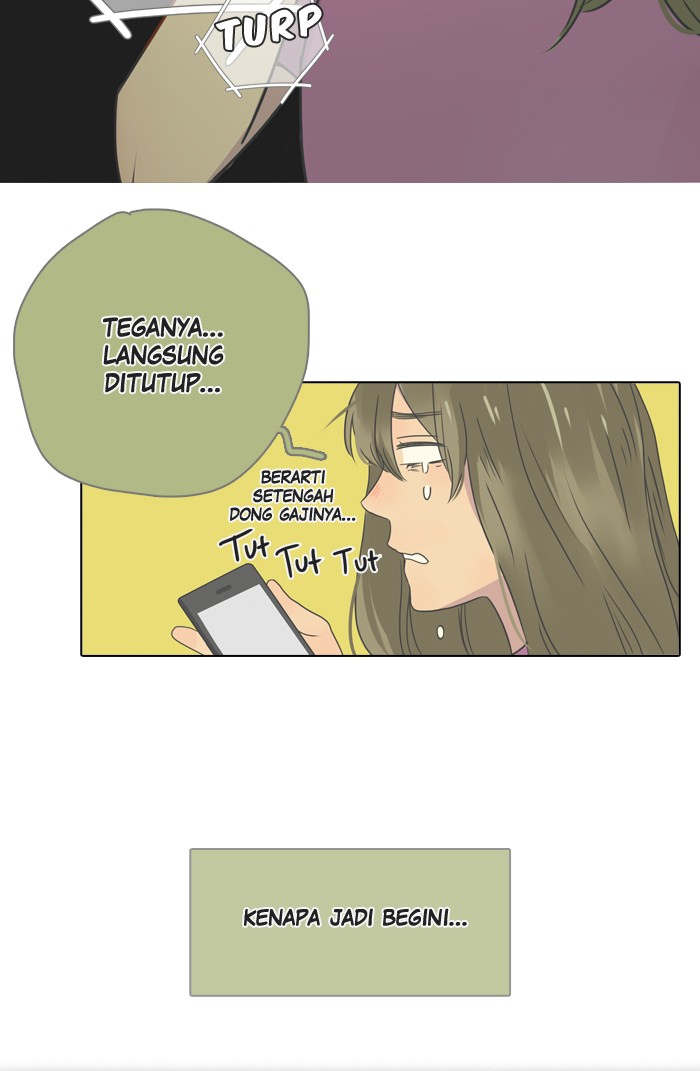 TURP
TEGANYA...
LANGSUNG
DITUTUP...
BERARTI
SETENGAH
DONG GAJINYA...
Tut Tut Tut
KENAPA JADI BEGINI...